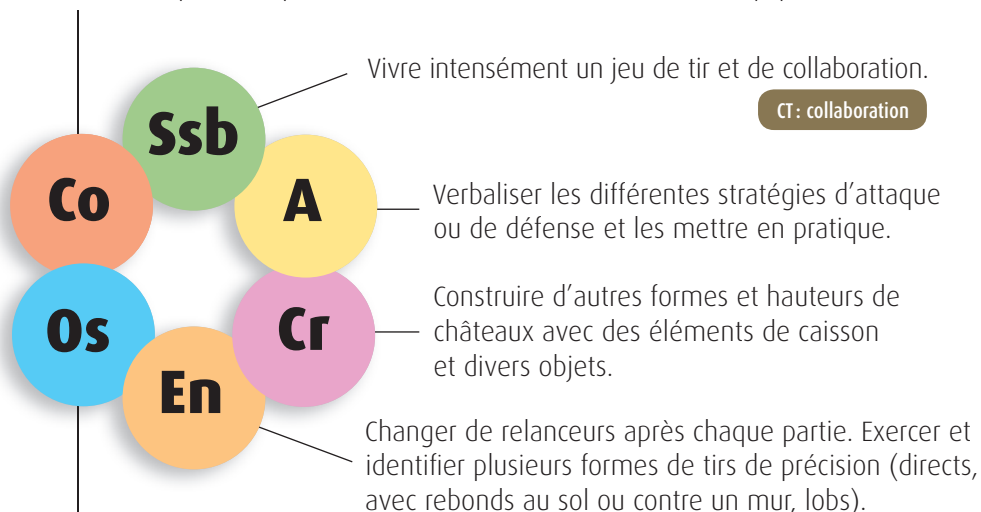 Vivre intensément un jeu de tir et de collaboration.
CT : collaboration
Ssb
Co
A
Verbaliser les différentes stratégies d'attaque
ou de défense et les mettre en pratique.
Construire d'autres formes et hauteurs de
châteaux avec des éléments de caisson
et divers objets.
Os
Cr
En
Changer de relanceurs après chaque partie. Exercer et
identifier plusieurs formes de tirs de précision (directs,
avec rebonds au sol ou contre un mur, lobs).